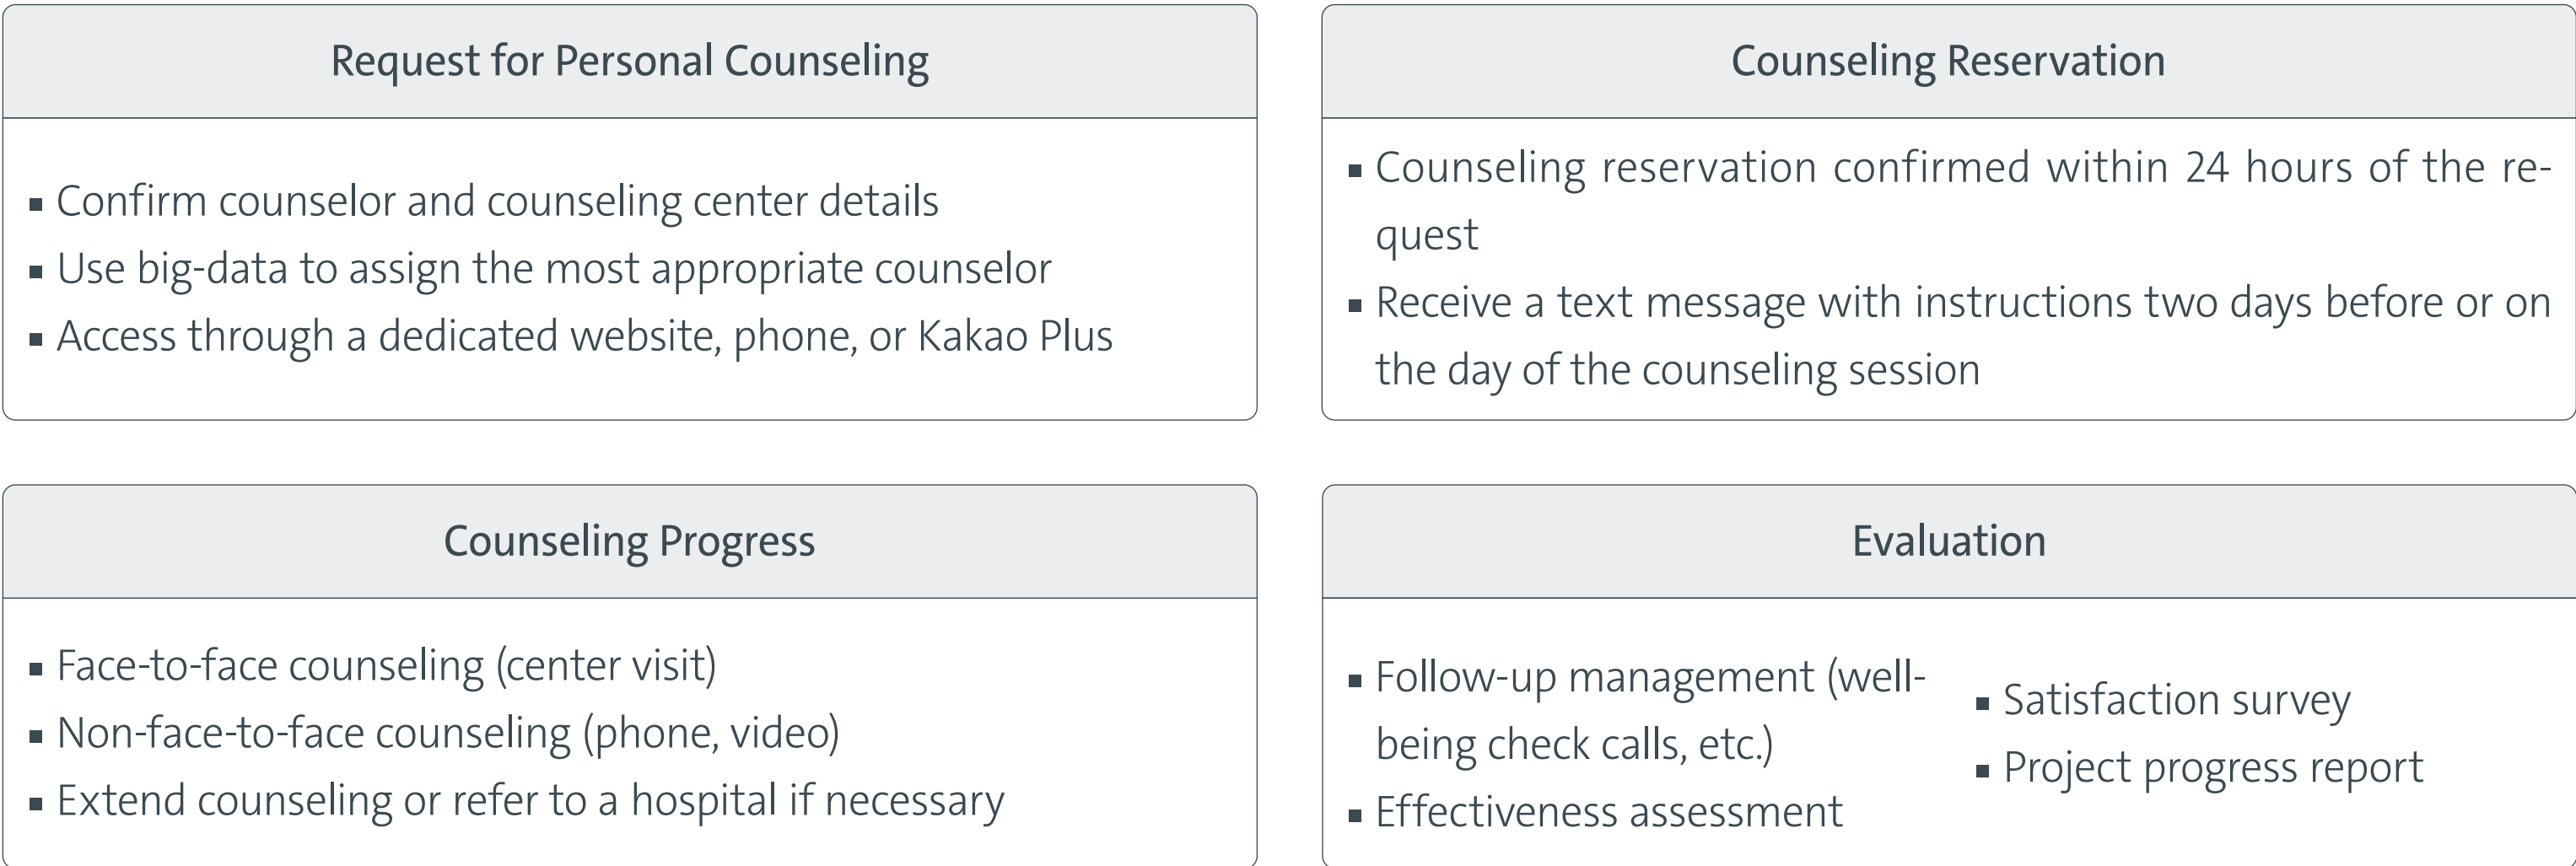 Request for Personal Counseling
▪ Confirm counselor and counseling center details
▪ Use big-data to assign the most appropriate counselor
▪ Access through a dedicated website, phone, or Kakao Plus
Counseling Reservation
▪ Counseling reservation confirmed within 24 hours of the re-
quest
▪ Receive a text message with instructions two days before or on
the day of the counseling session
Counseling Progress
▪ Face-to-face counseling (center visit)
▪ Non-face-to-face counseling (phone, video)
▪ Extend counseling or refer to a hospital if necessary
Evaluation
▪ Follow-up management (well-
being check calls, etc.)
▪ Effectiveness assessment
▪ Satisfaction survey
▪ Project progress report